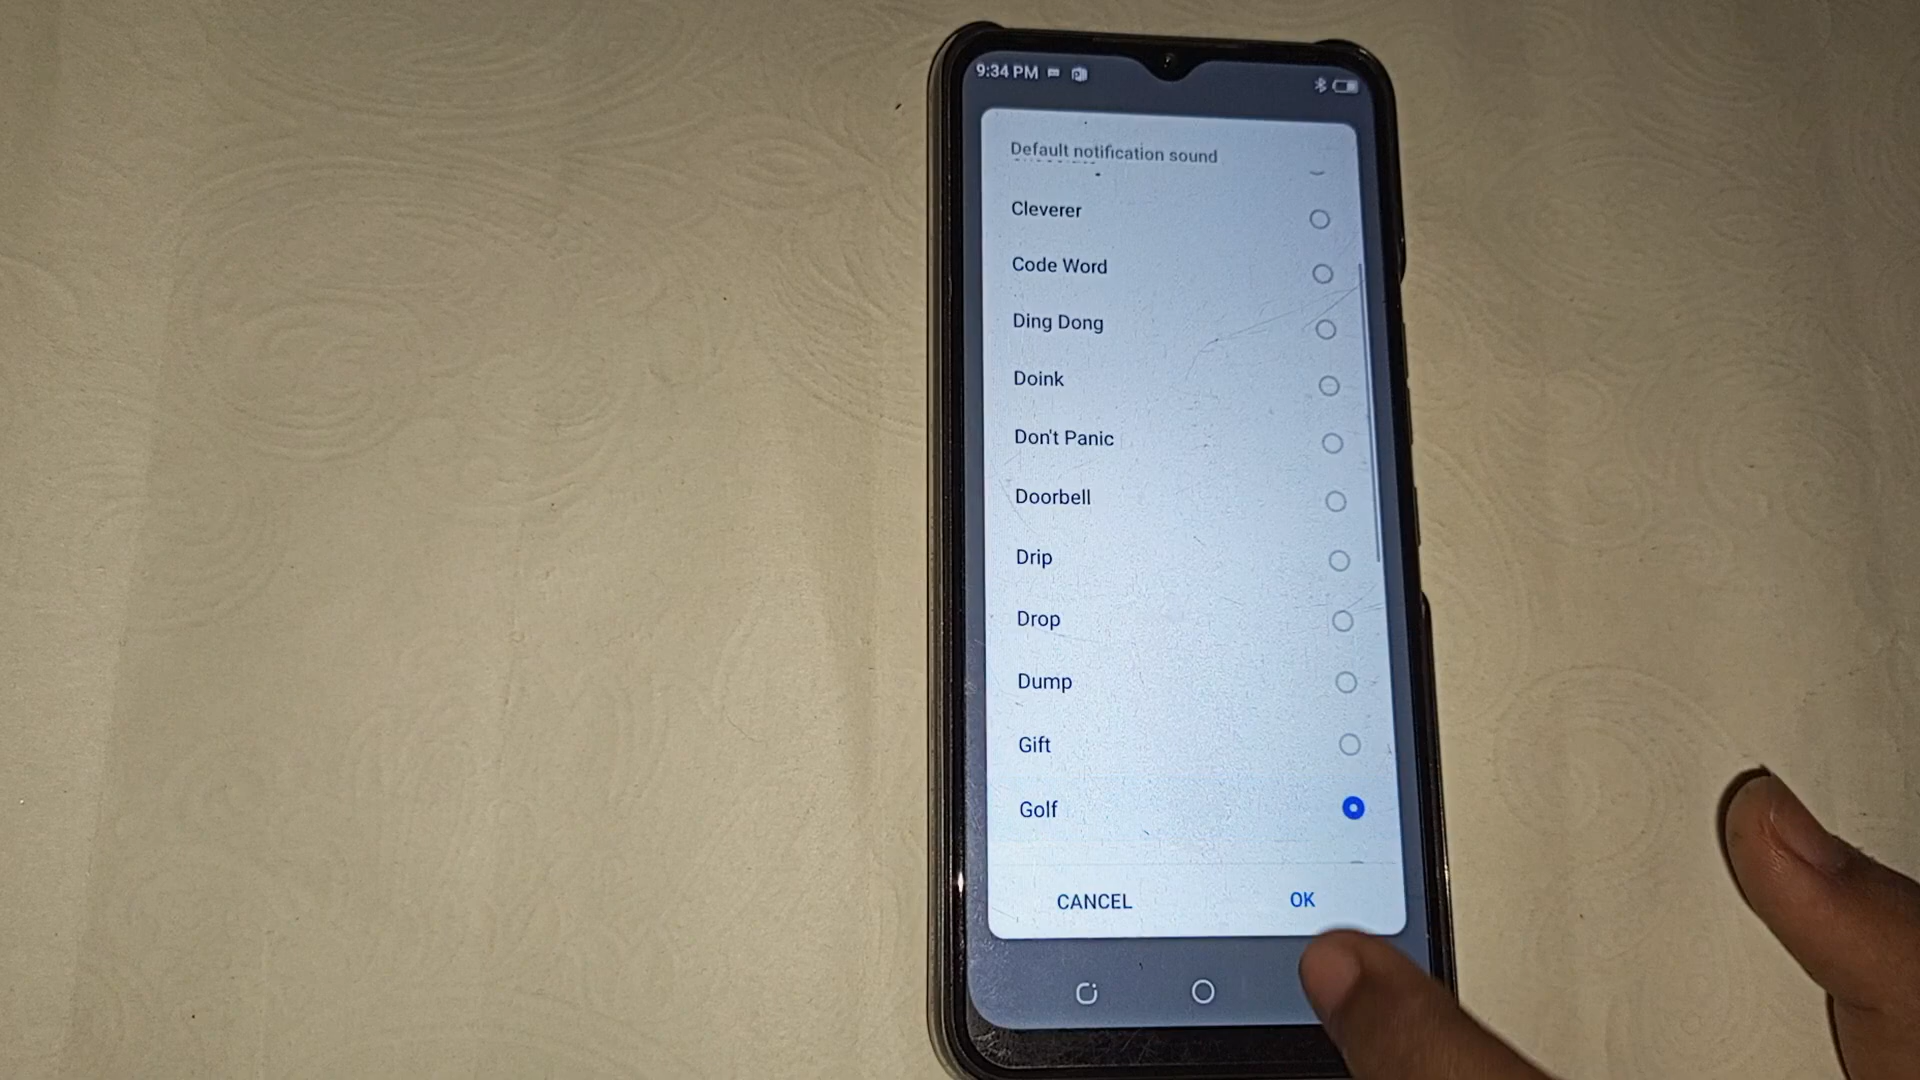 9:34 PM
Default notification sound
Cleverer
Code Word
Ding Dong
Doink
Don't Panic
Doorbell
Drip
Drop
Dump
Gift
Golf
CANCEL
OK